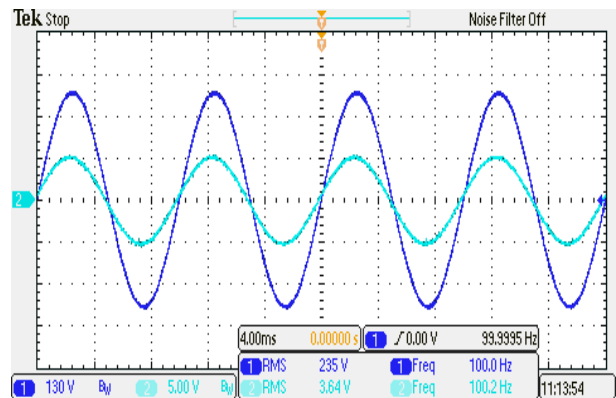 Tek Stop Noise Filter Off
T
T
2
4.00ms 0.00000 s 1 0.00 V 99.9995 Hz
1 RMS 235 V 1 Freq 100.0 Hz
2 RMS 3.64 V 2 Freq 100.2 Hz
1 130 V BW 2 5.00 V BW 11:13:54